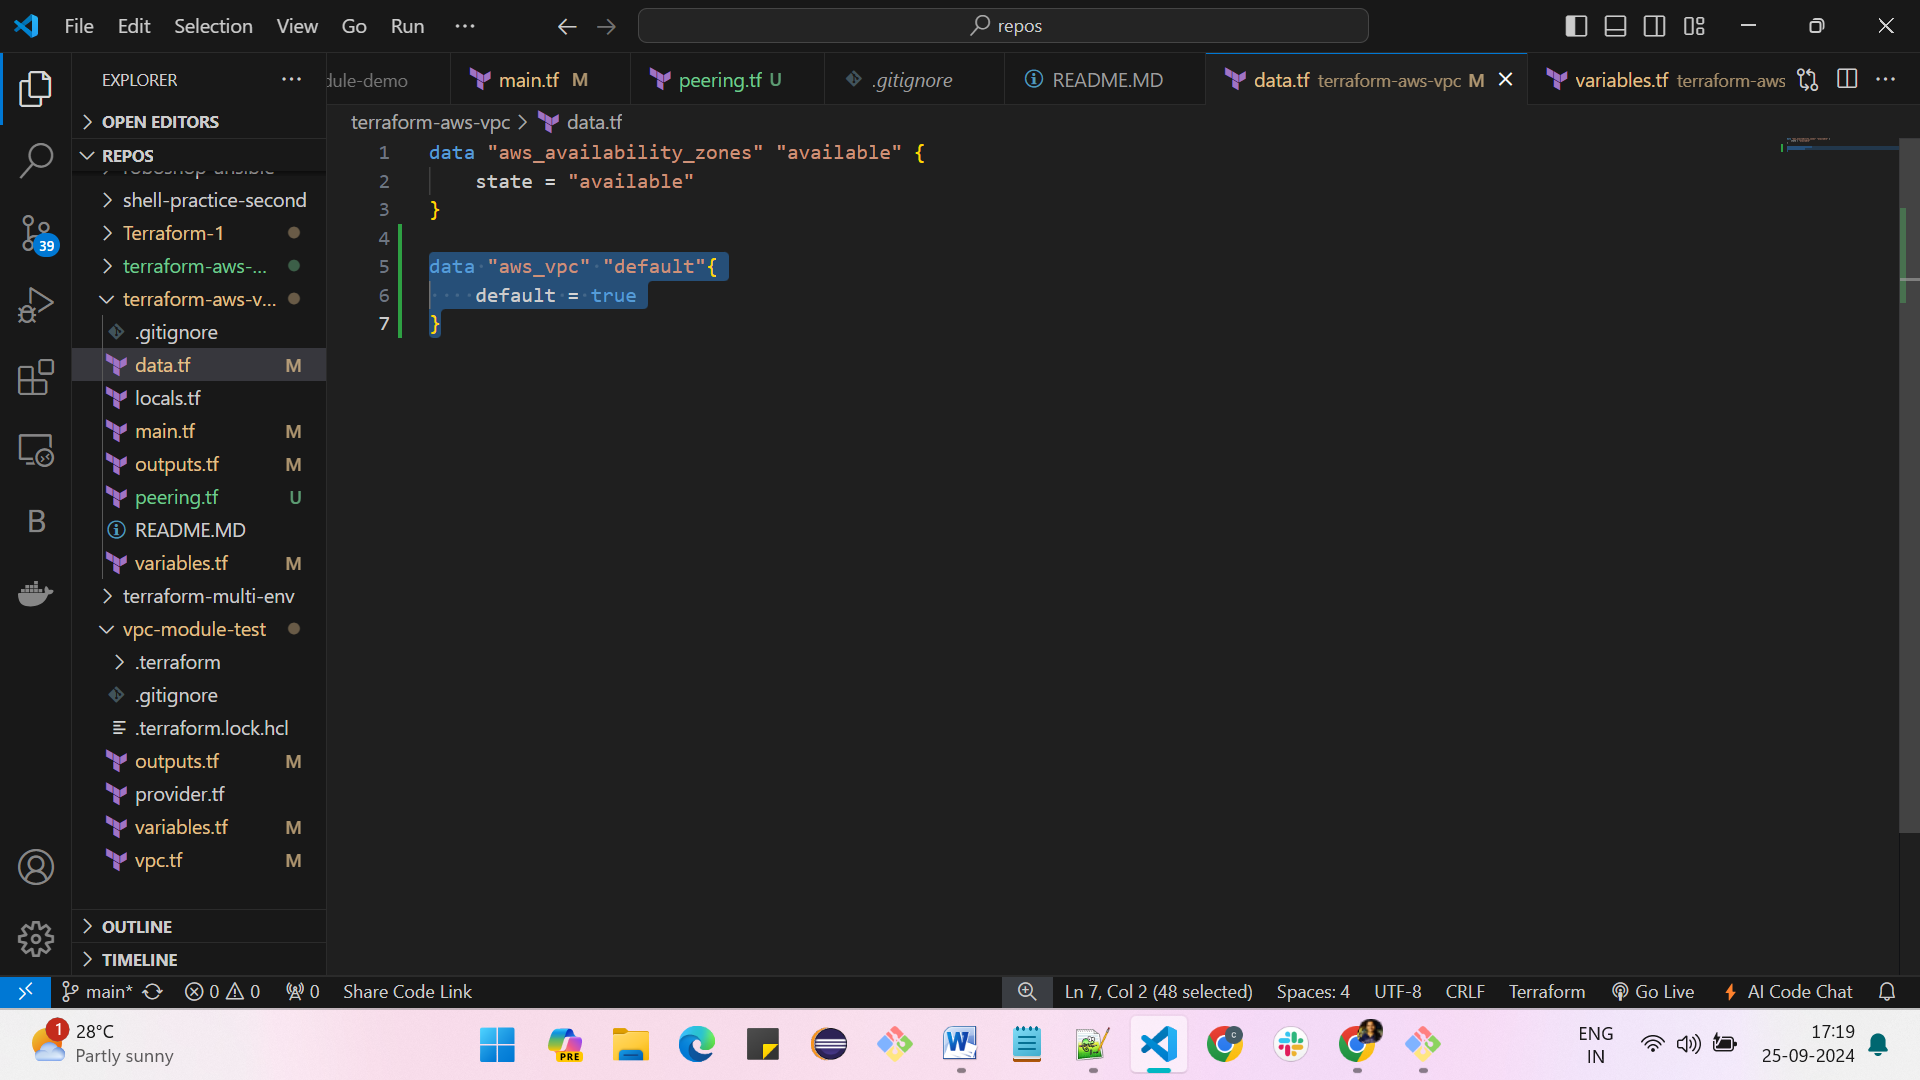 File Edit Selection View Go Run ···
repos
EXPLORER ···
dule-demo
main.tf M
peering.tf U
.gitignore
README.MD
data.tf terraform-aws-vpc M
variables.tf terraform-aws
OPEN EDITORS
terraform-aws-vpc > data.tf
REPOS
roboshop-ansible
shell-practice-second
Terraform-1
terraform-aws-...
terraform-aws-v...
.gitignore
data.tf M
locals.tf
main.tf M
outputs.tf M
peering.tf U
README.MD
variables.tf M
terraform-multi-env
vpc-module-test
.terraform
.gitignore
.terraform.lock.hcl
outputs.tf M
provider.tf
variables.tf M
vpc.tf M
OUTLINE
TIMELINE
39
B
1 data "aws_availability_zones" "available" {
2 state = "available"
3 }
4
5 data "aws_vpc" "default"{
6 default = true
7 }
main* 0 0 0 Share Code Link
Ln 7, Col 2 (48 selected) Spaces: 4 UTF-8 CRLF Terraform Go Live AI Code Chat
1 28°C
Partly sunny
PRE
W
C
ENG
IN
17:19
25-09-2024